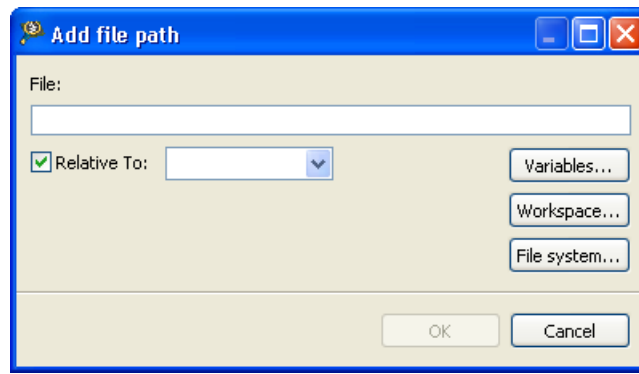 Add file path
File:
Relative To:
Variables...
Workspace...
File system...
OK
Cancel